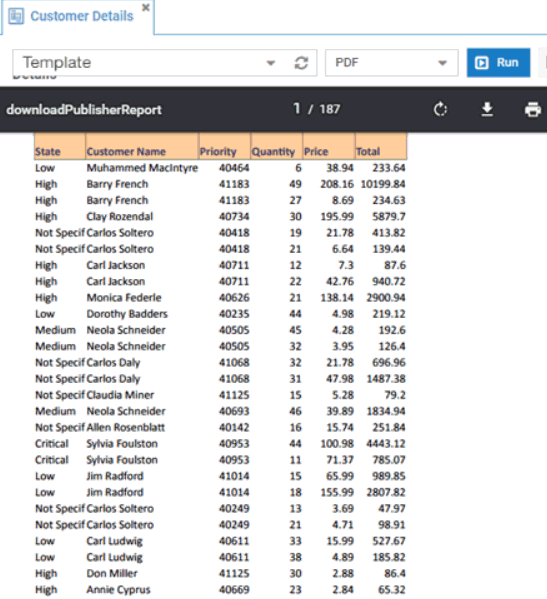 Customer Details
Template PDF Run
Details
downloadPublisherReport 1 / 187
State Customer Name Priority Quantity Price Total
Low Muhammed MacIntyre 40464 6 38.94 233.64
High Barry French 41183 49 208.16 10199.84
High Barry French 41183 27 8.69 234.63
High Clay Rozendal 40734 30 195.99 5879.7
Not Specif Carlos Soltero 40418 19 21.78 413.82
Not Specif Carlos Soltero 40418 21 6.64 139.44
High Carl Jackson 40711 12 7.3 87.6
High Carl Jackson 40711 22 42.76 940.72
High Monica Federle 40626 21 138.14 2900.94
Low Dorothy Badders 40235 44 4.98 219.12
Medium Neola Schneider 40505 45 4.28 192.6
Medium Neola Schneider 40505 32 3.95 126.4
Not Specif Carlos Daly 41068 32 21.78 696.96
Not Specif Carlos Daly 41068 31 47.98 1487.38
Not Specif Claudia Miner 41125 15 5.28 79.2
Medium Neola Schneider 40693 46 39.89 1834.94
Not Specif Allen Rosenblatt 40142 16 15.74 251.84
Critical Sylvia Foulston 40953 44 100.98 4443.12
Critical Sylvia Foulston 40953 11 71.37 785.07
Low Jim Radford 41014 15 65.99 989.85
Low Jim Radford 41014 18 155.99 2807.82
Not Specif Carlos Soltero 40249 13 3.69 47.97
Not Specif Carlos Soltero 40249 21 4.71 98.91
Low Carl Ludwig 40611 33 15.99 527.67
Low Carl Ludwig 40611 38 4.89 185.82
High Don Miller 41125 30 2.88 86.4
High Annie Cyprus 40669 23 2.84 65.32